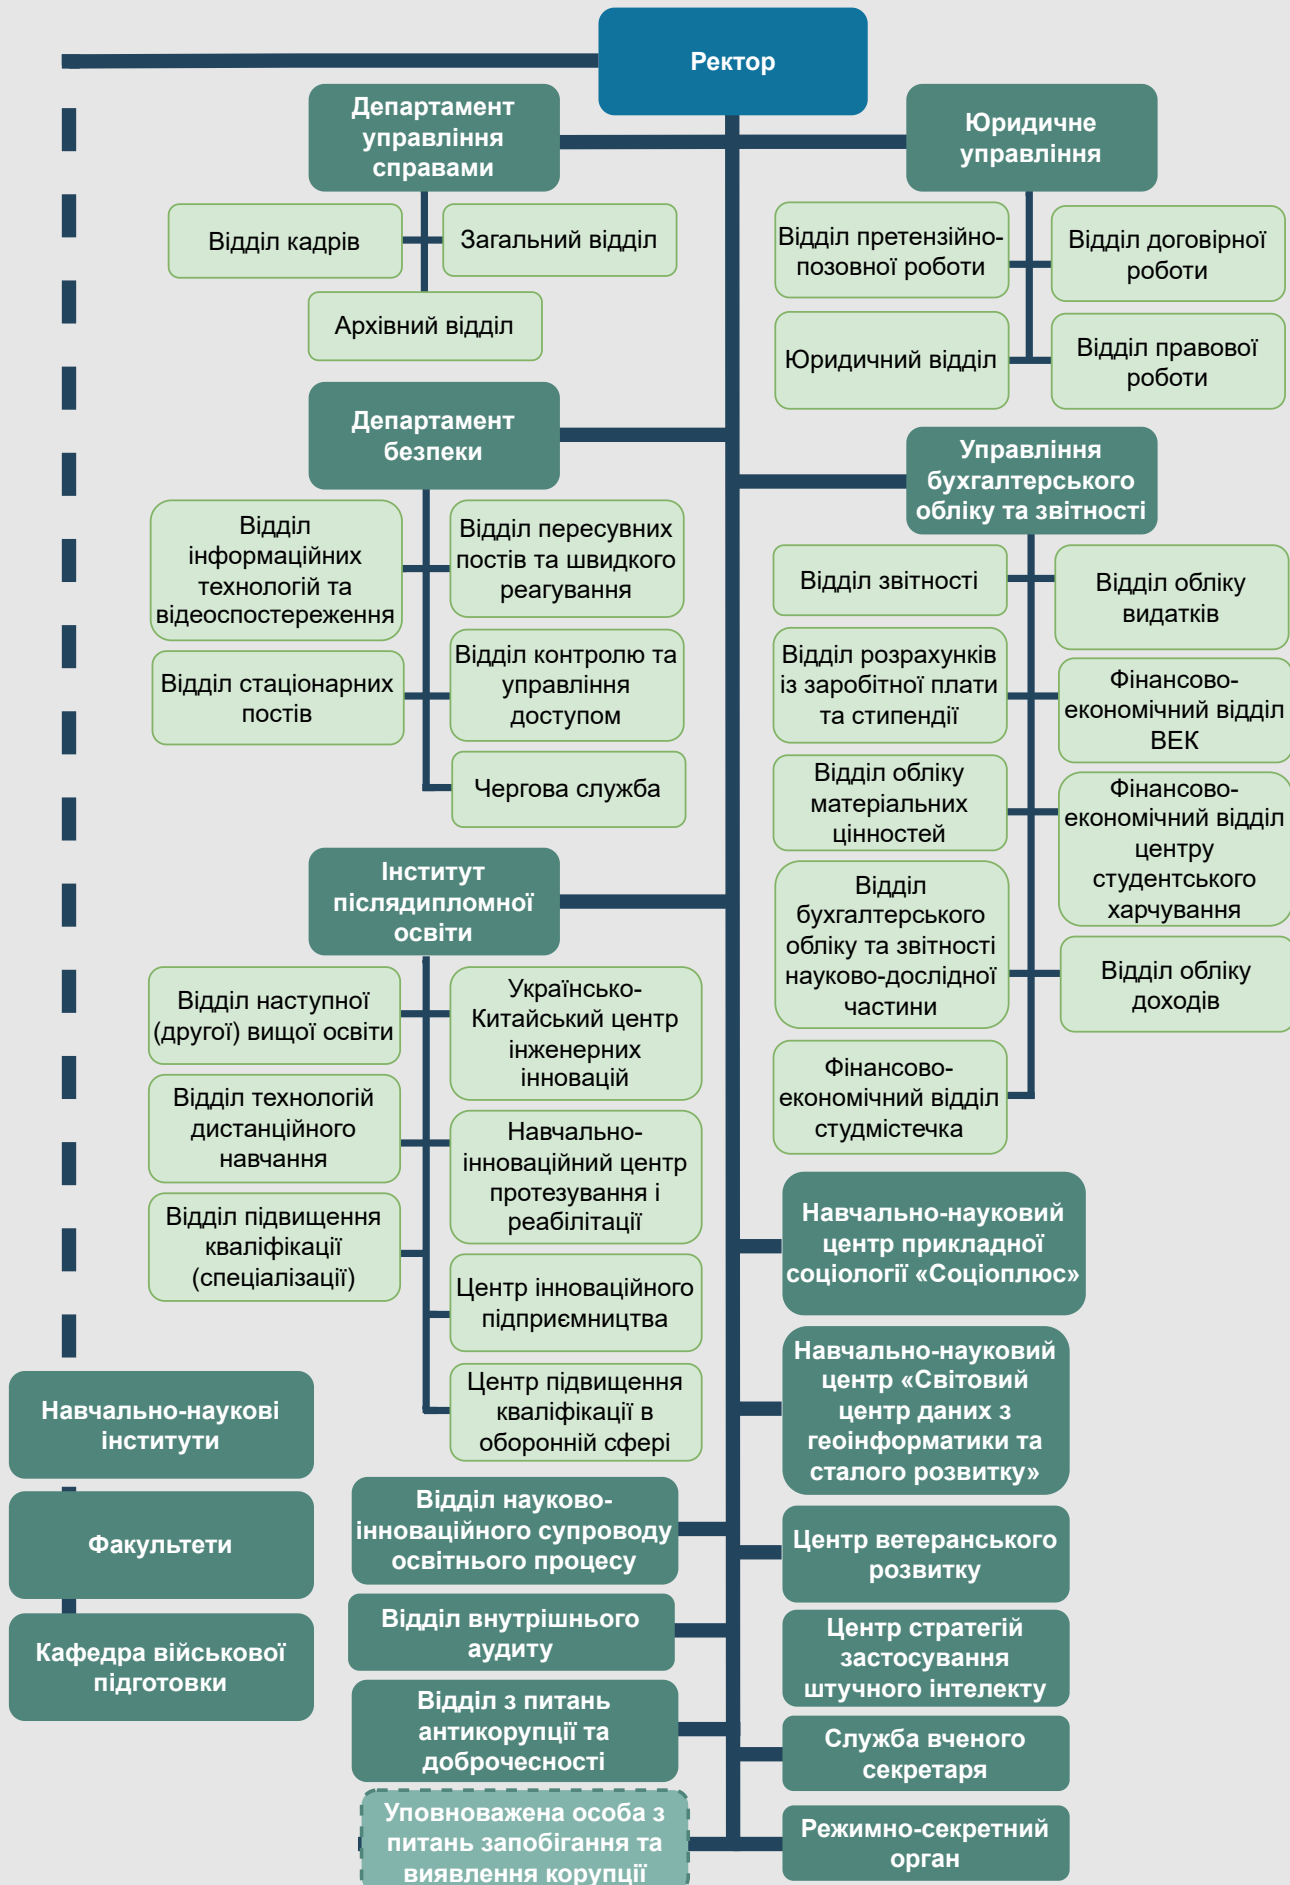 Ректор
Департамент
управління
справами
Відділ кадрів
Загальний відділ
Архівний відділ
Юридичне
управління
Відділ претензійно-
позовної роботи
Відділ договірної
роботи
Юридичний відділ
Відділ правової
роботи
Департамент
безпеки
Відділ
інформаційних
технологій та
відеоспостереження
Відділ пересувних
постів та швидкого
реагування
Відділ стаціонарних
постів
Відділ контролю та
управління
доступом
Чергова служба
Управління
бухгалтерського
обліку та звітності
Відділ звітності
Відділ обліку
видатків
Відділ розрахунків
із заробітної плати
та стипендії
Фінансово-
економічний відділ
ВЕК
Відділ обліку
матеріальних
цінностей
Фінансово-
економічний відділ
центру
студентського
харчування
Відділ
бухгалтерського
обліку та звітності
науково-дослідної
частини
Відділ обліку
доходів
Фінансово-
економічний відділ
студмістечка
Інститут
післядипломної
освіти
Відділ наступної
(другої) вищої освіти
Українсько-
Китайський центр
інженерних
інновацій
Відділ технологій
дистанційного
навчання
Навчально-
інноваційний центр
протезування і
реабілітації
Відділ підвищення
кваліфікації
(спеціалізації)
Центр інноваційного
підприємництва
Центр підвищення
кваліфікації в
оборонній сфері
Навчально-науковий
центр прикладної
соціології «Соціоплюс»
Навчально-науковий
центр «Світовий
центр даних з
геоінформатики та
сталого розвитку»
Навчально-наукові
інститути
Факультети
Кафедра військової
підготовки
Відділ науково-
інноваційного супроводу
освітнього процесу
Центр ветеранського
розвитку
Відділ внутрішнього
аудиту
Центр стратегій
застосування
штучного інтелекту
Відділ з питань
антикорупції та
доброчесності
Служба вченого
секретаря
Уповноважена особа з
питань запобігання та
виявлення корупції
Режимно-секретний
орган